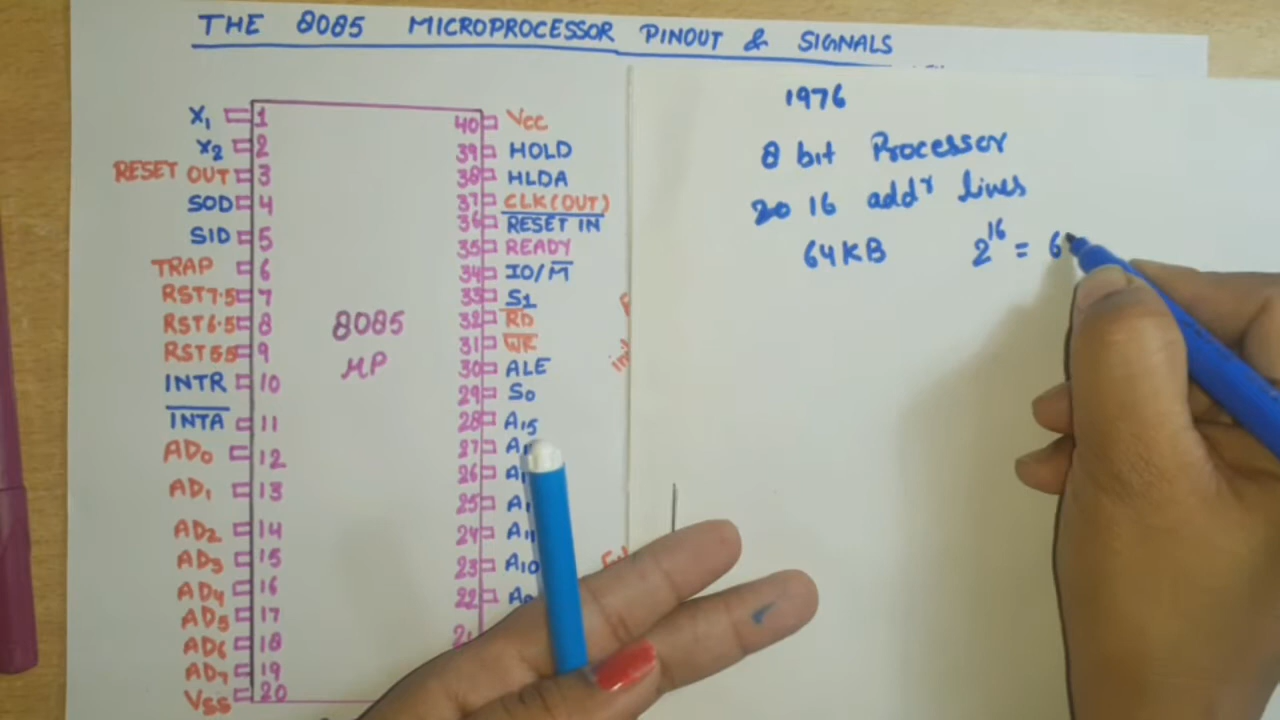 THE 8085 MICROPROCESSOR PINOUT & SIGNALS
X1 1
X2 2
RESET OUT 3
SOD 4
SID 5
TRAP 6
RST7.5 7
RST6.5 8
RST5.5 9
INTR 10
INTA 11
AD0 12
AD1 13
AD2 14
AD3 15
AD4 16
AD5 17
AD6 18
AD7 19
VSS 20
8085
μP
40 Vcc
39 HOLD
38 HLDA
37 CLK(OUT)
36 RESET IN
35 READY
34 IO/M
33 S1
32 RD
31 WR
30 ALE
29 S0
28 A15
27 A1
26 A
25 A1
24 A11
23 A10
22 A
1976
8 bit Processor
20 16 addr lines
64KB 2^16 = 6